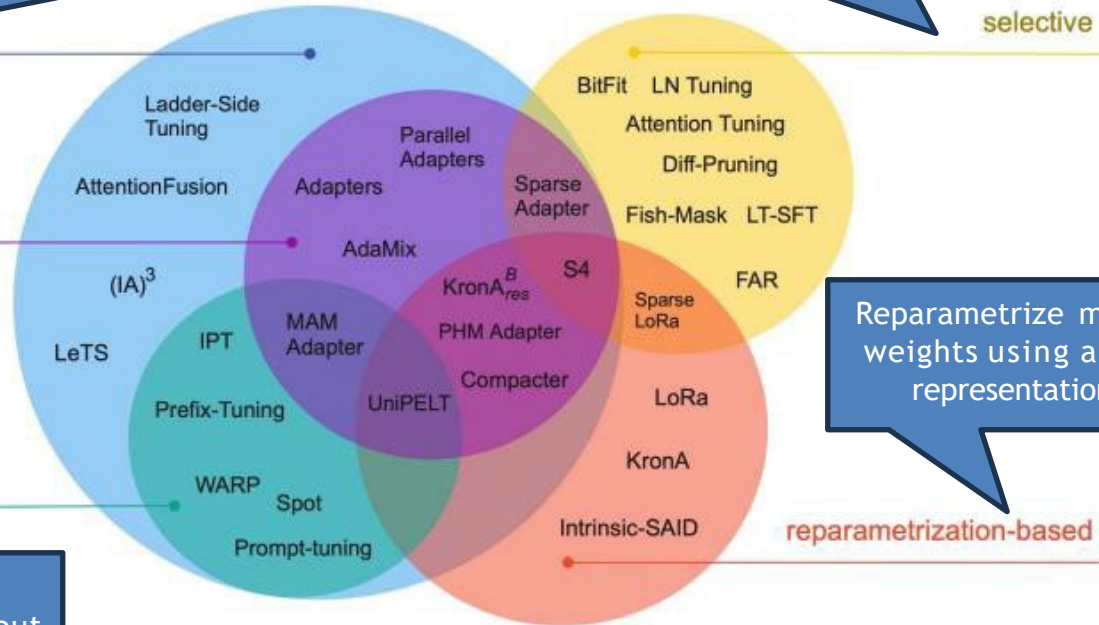 selective
BitFit LN Tuning
Ladder-Side
Tuning
Attention Tuning
Parallel
Adapters
Diff-Pruning
AttentionFusion
Adapters
Sparse
Adapter
Fish-Mask LT-SFT
AdaMix
(IA)³
KronA^B_res
S4
FAR
Sparse
LoRa
Reparametrize
weights using a
representation
MAM
Adapter
IPT
PHM Adapter
LeTS
Compacter
UniPELT
LoRa
Prefix-Tuning
KronA
WARP
Spot
Intrinsic-SAID
reparametrization-based
Prompt-tuning